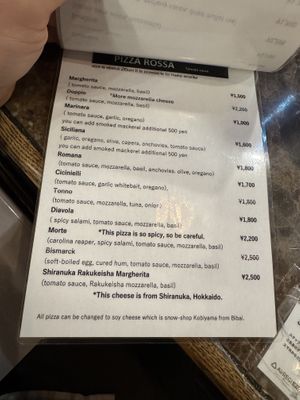 PIZZA ROSSA
Margherita
(tomato sauce, mozzarella, basil) ¥1,500
Doppio *More mozzarella cheese
(tomato sauce, mozzarella, basil) ¥2,200
Marinara
(tomato sauce, garlic, oregano) ¥1,000
you can add smoked mackerel additional 500 yen
Siciliana ¥1,600
(garlic, oregano, olive, capers, anchovies, tomato sauce)
you can add smoked mackerel additional 500 yen
Romana ¥1,800
(tomato sauce, mozzarella, basil, anchovies, olive, oregano)
Cicinielli ¥1,700
(tomato sauce, garlic whitebait, oregano)
Tonno ¥1,500
(tomato sauce, mozzarella, tuna, onior)
Diavola ¥1,800
(spicy salami, tomato sauce, mozzarella, basil)
Morte *This pizza is so spicy, so be careful. ¥2,200
(carolina reaper, spicy salami, tomato sauce, mozzarella, basil)
Bismarck ¥2,500
(soft-boiled egg, cured hum, tomato sauce, mozzarella, basil)
Shiranuka Rakukeisha Margherita ¥2,500
(tomato sauce, Rakukeisha mozzarella, basil)
*This cheese is from Shiranuka, Hokkaido.
All pizza can be changed to soy cheese which is snow-shop Kobiyama from Bibai.